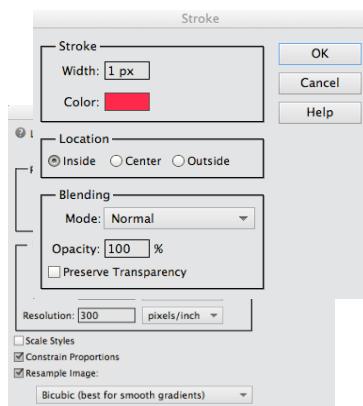 Stroke
Stroke
OK
Width: 1 px
Cancel
Color:
Help
Location
Inside Center Outside
Blending
Mode: Normal
Opacity: 100 %
Preserve Transparency
Resolution: 300 pixels/inch
Scale Styles
Constrain Proportions
Resample Image:
Bicubic (best for smooth gradients)